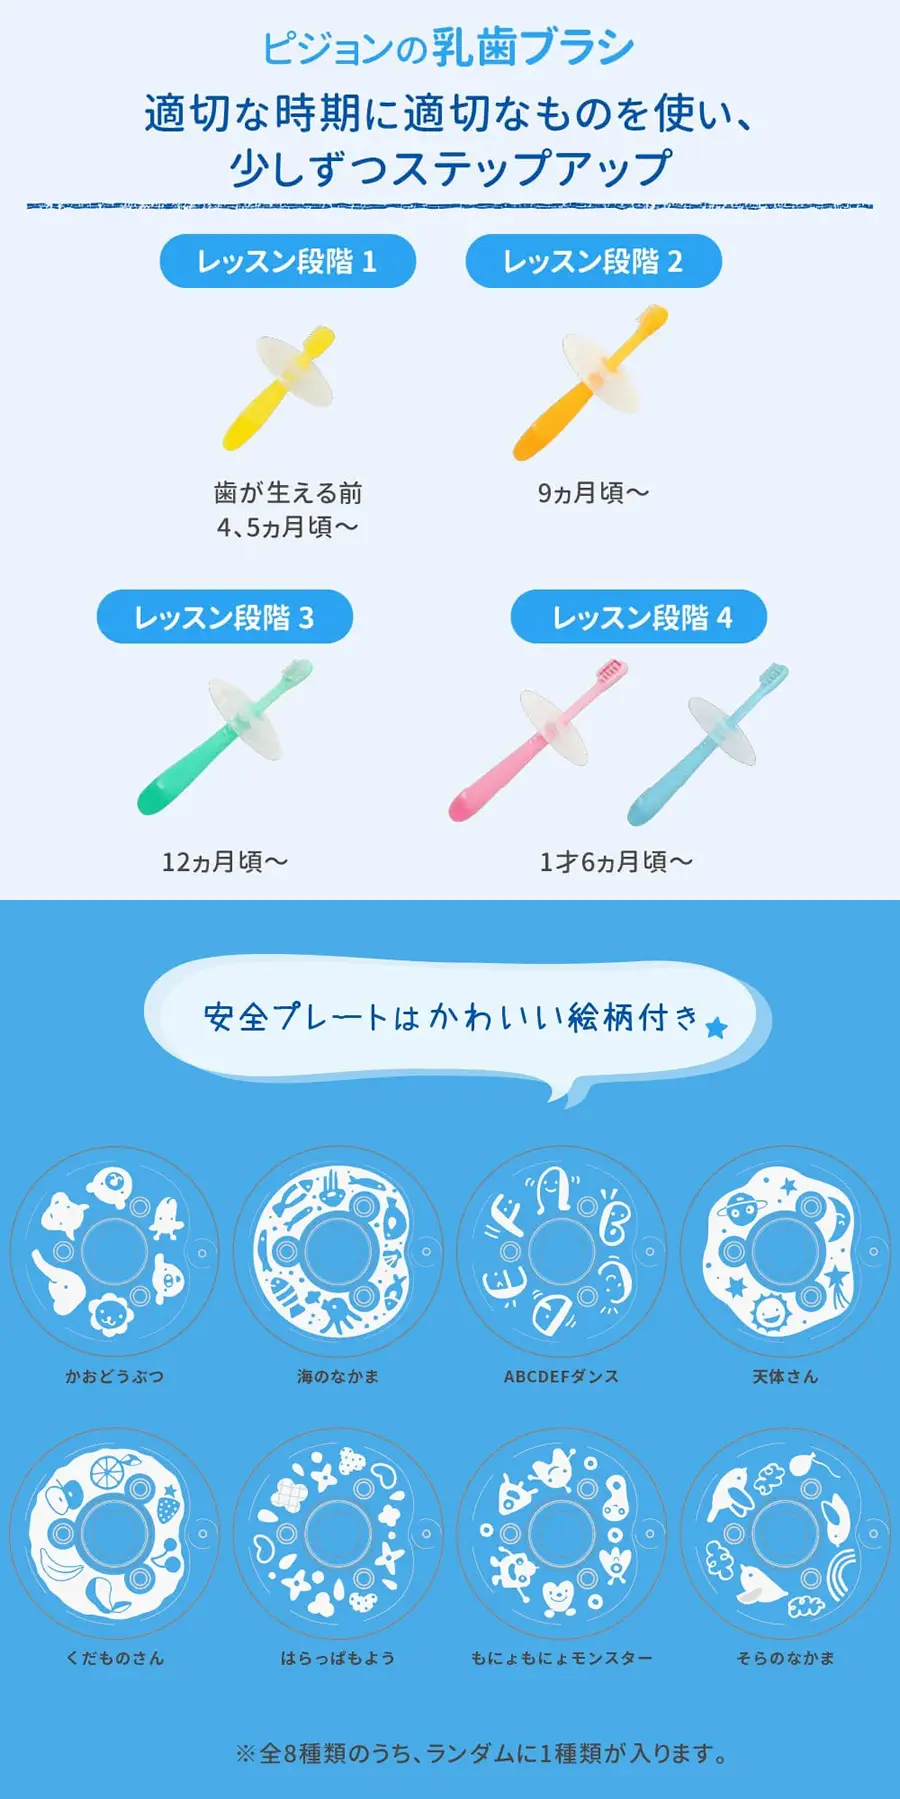 ピジョンの乳歯ブラシ
適切な時期に適切なものを使い、
少しずつステップアップ
レッスン段階 1
レッスン段階 2
歯が生える前
4、5ヵ月頃～
9ヵ月頃～
レッスン段階 3
レッスン段階 4
12ヵ月頃～
1才6ヵ月頃～
安全プレートはかわいい絵柄付き
かおどうぶつ
海のなかま
ABCDEFダンス
天体さん
くだものさん
はらっぱもよう
もにょもにょモンスター
そらのなかま
※全8種類のうち、ランダムに1種類が入ります。